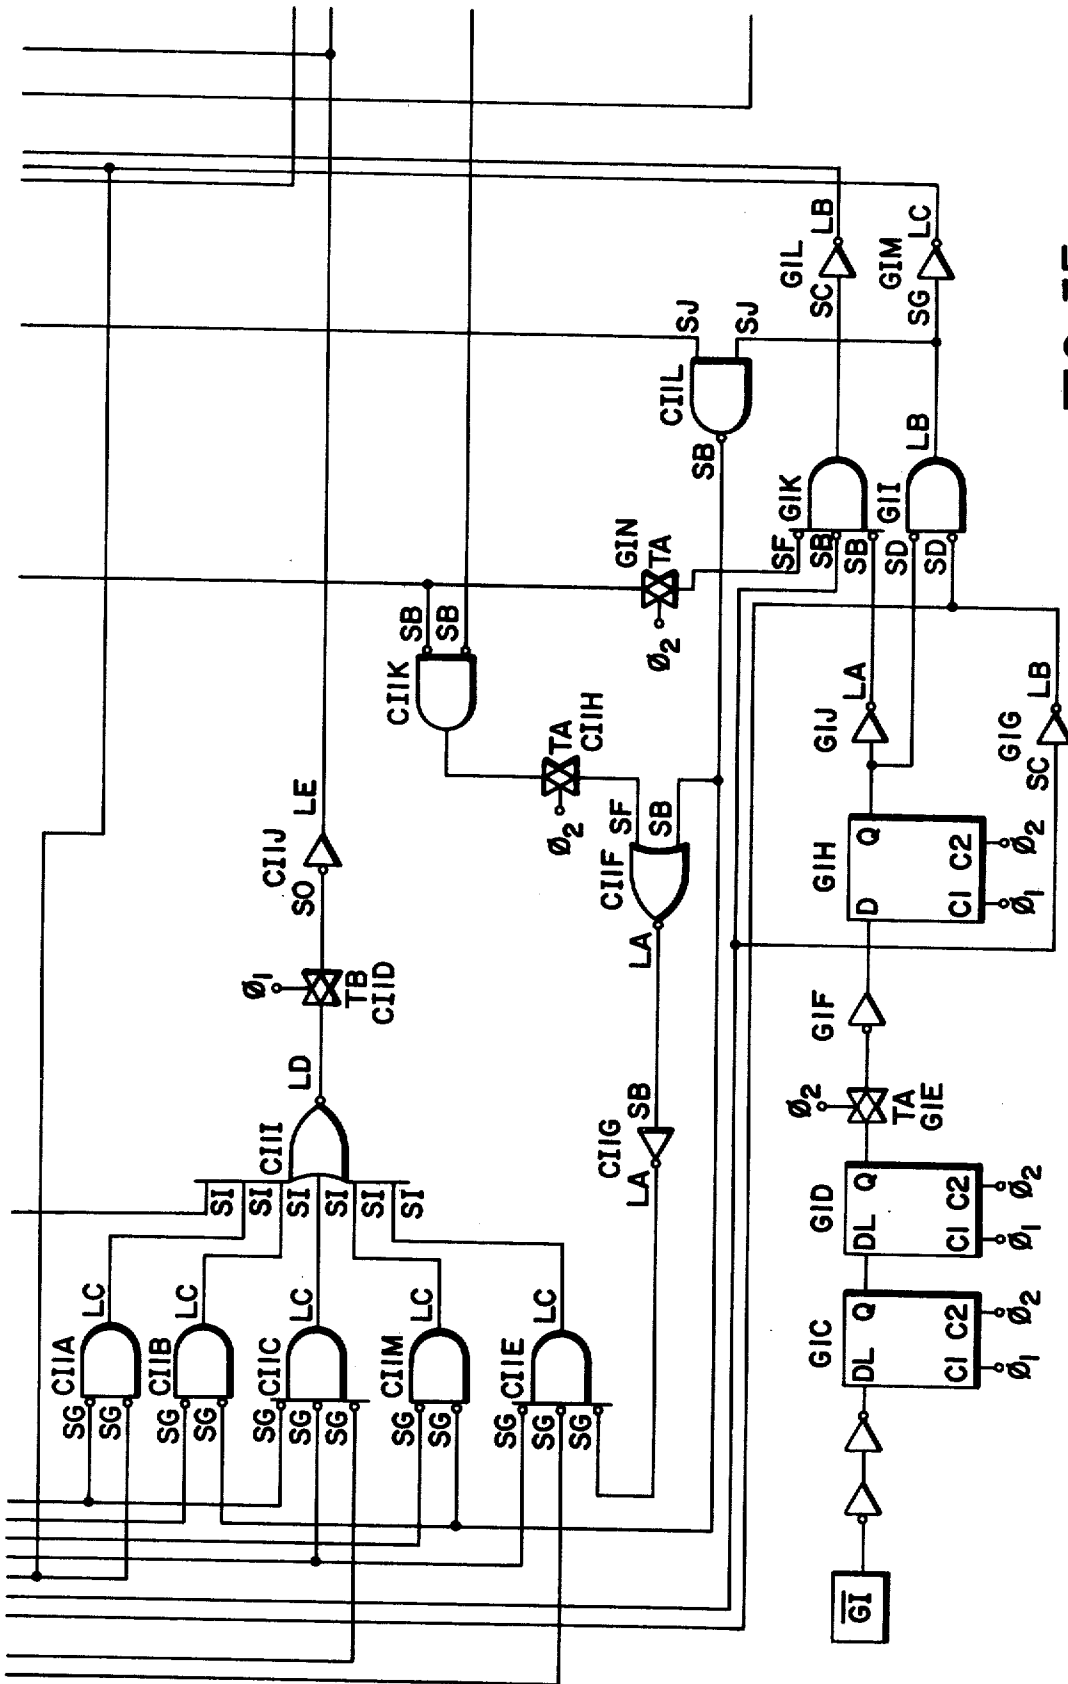 GIL
LB
SC
GIM
LC
SG
SJ
SJ
CIIL
SB
LB
GIK
SF
SB
SB
GII
SD
SD
GIN
TA
Ø2
SB
SB
CIIK
TA
CIIH
Ø2
SF
SB
CIIF
LA
SB
CIIG
LA
LE
CIIJ
SO
Ø1
TB
CIID
LD
CIII
SI
SI
SI
SI
SI
SI
CIIA
LC
SG
SG
CIIB
LC
SG
SG
CIIC
LC
SG
SG
SG
CIIM
LC
SG
SG
CIIE
LC
SG
SG
SG
GIJ
LA
GIG
LB
SC
GIH
D
Q
CI
C2
Ø1
Ø2
GIF
Ø2
TA
GIE
GID
DL
Q
CI
C2
Ø1
Ø2
GIC
DL
Q
CI
C2
Ø1
Ø2
GI